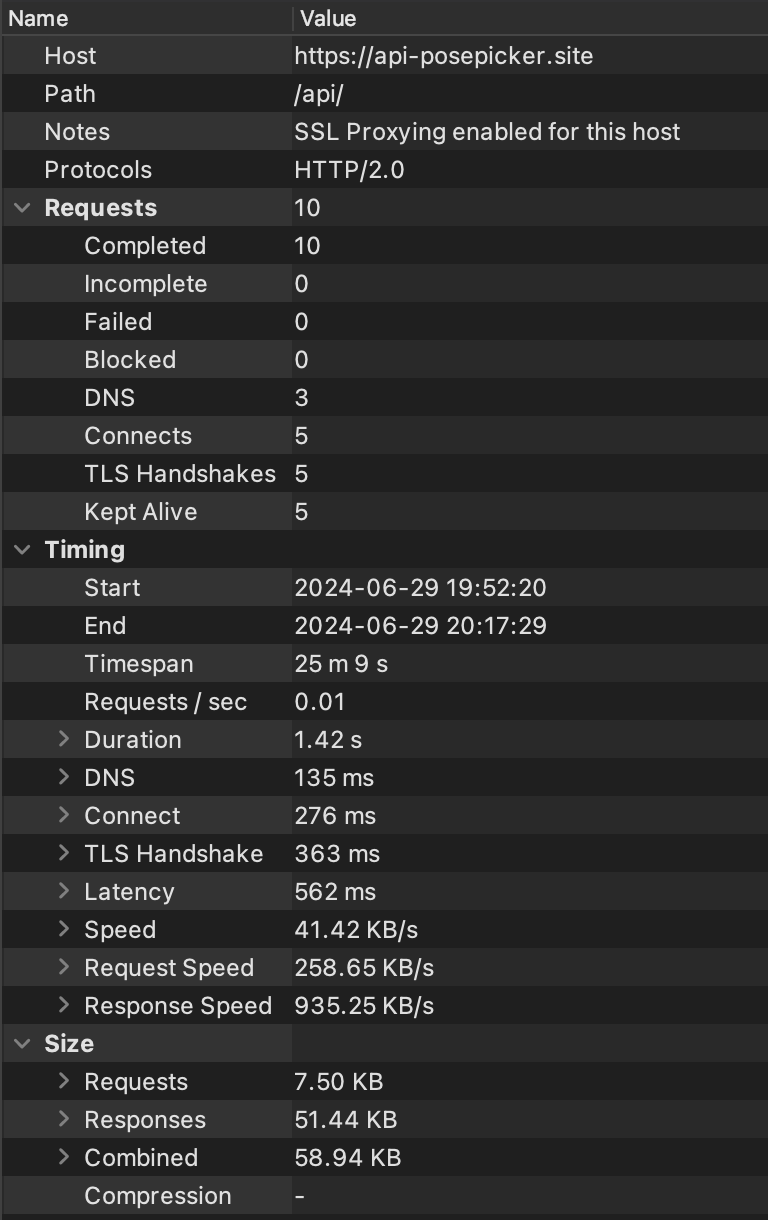 Name Value
Host https://api-posepicker.site
Path /api/
Notes SSL Proxying enabled for this host
Protocols HTTP/2.0
Requests 10
Completed 10
Incomplete 0
Failed 0
Blocked 0
DNS 3
Connects 5
TLS Handshakes 5
Kept Alive 5
Timing
Start 2024-06-29 19:52:20
End 2024-06-29 20:17:29
Timespan 25 m 9 s
Requests / sec 0.01
Duration 1.42 s
DNS 135 ms
Connect 276 ms
TLS Handshake 363 ms
Latency 562 ms
Speed 41.42 KB/s
Request Speed 258.65 KB/s
Response Speed 935.25 KB/s
Size
Requests 7.50 KB
Responses 51.44 KB
Combined 58.94 KB
Compression -